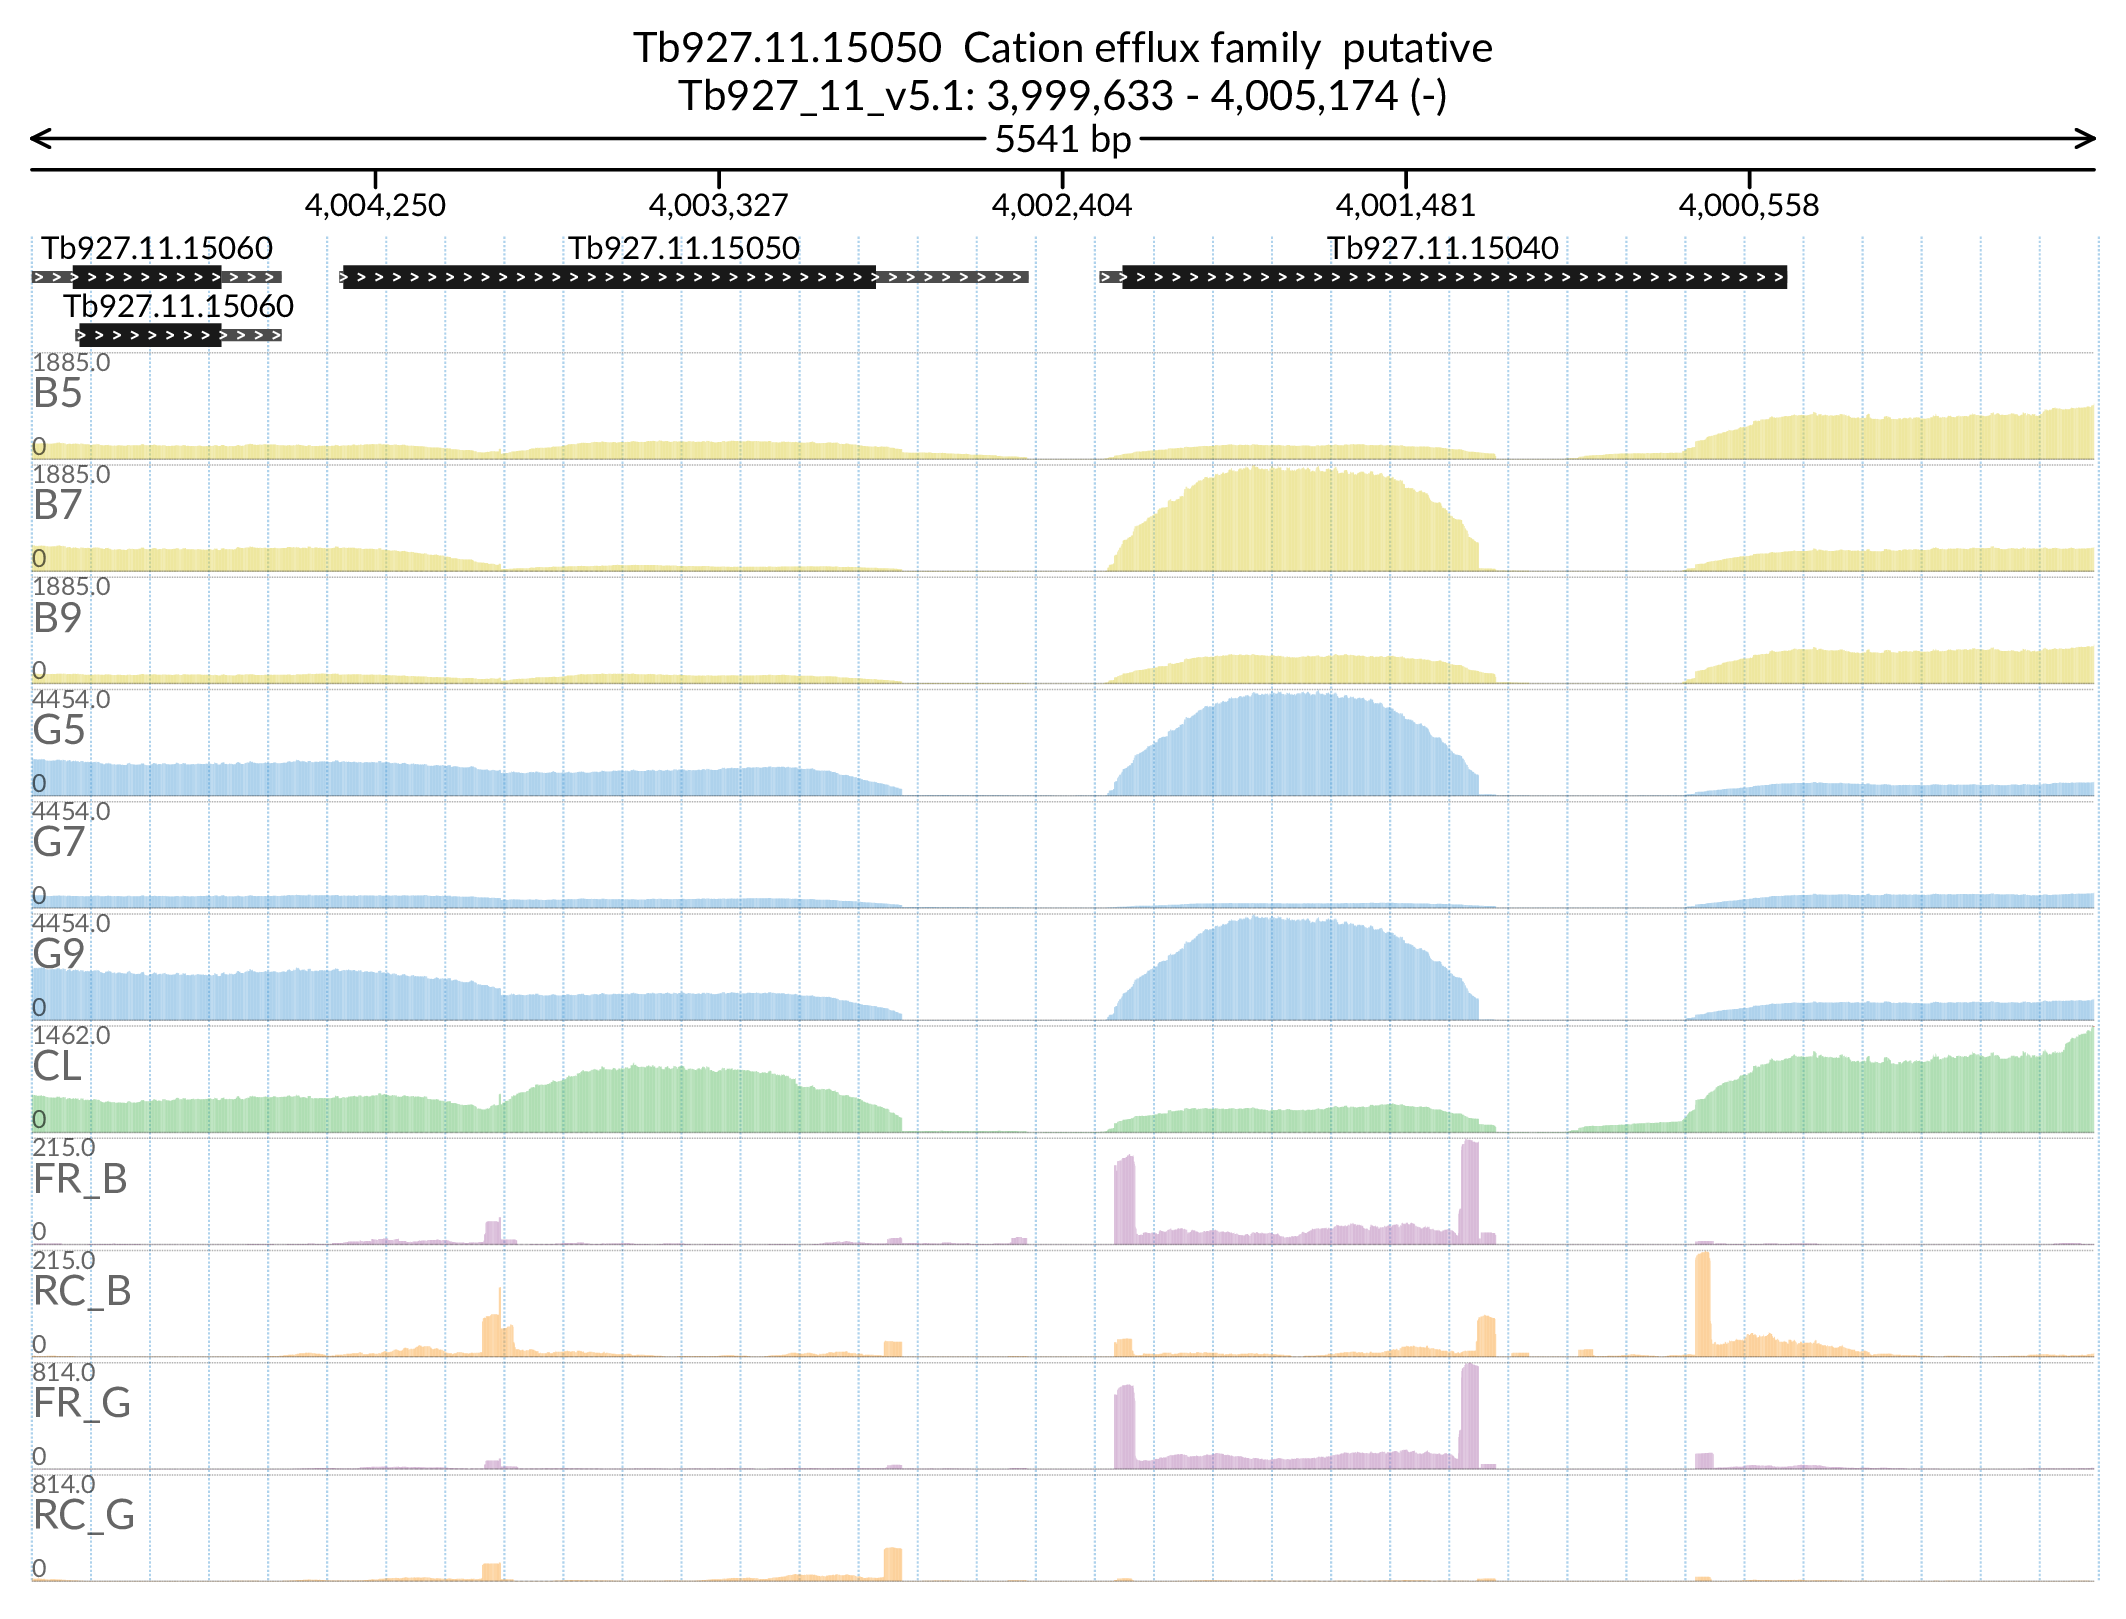 Tb927.11.15050  Cation efflux family  putative
Tb927_11_v5.1: 3,999,633 - 4,005,174 (-)
5541 bp
4,004,250 4,003,327 4,002,404 4,001,481 4,000,558
Tb927.11.15060 Tb927.11.15050 Tb927.11.15040
Tb927.11.15060
1885.0
B5
0
1885.0
B7
0
1885.0
B9
0
4454.0
G5
0
4454.0
G7
0
4454.0
G9
0
1462.0
CL
0
215.0
FR_B
0
215.0
RC_B
0
814.0
FR_G
0
814.0
RC_G
0